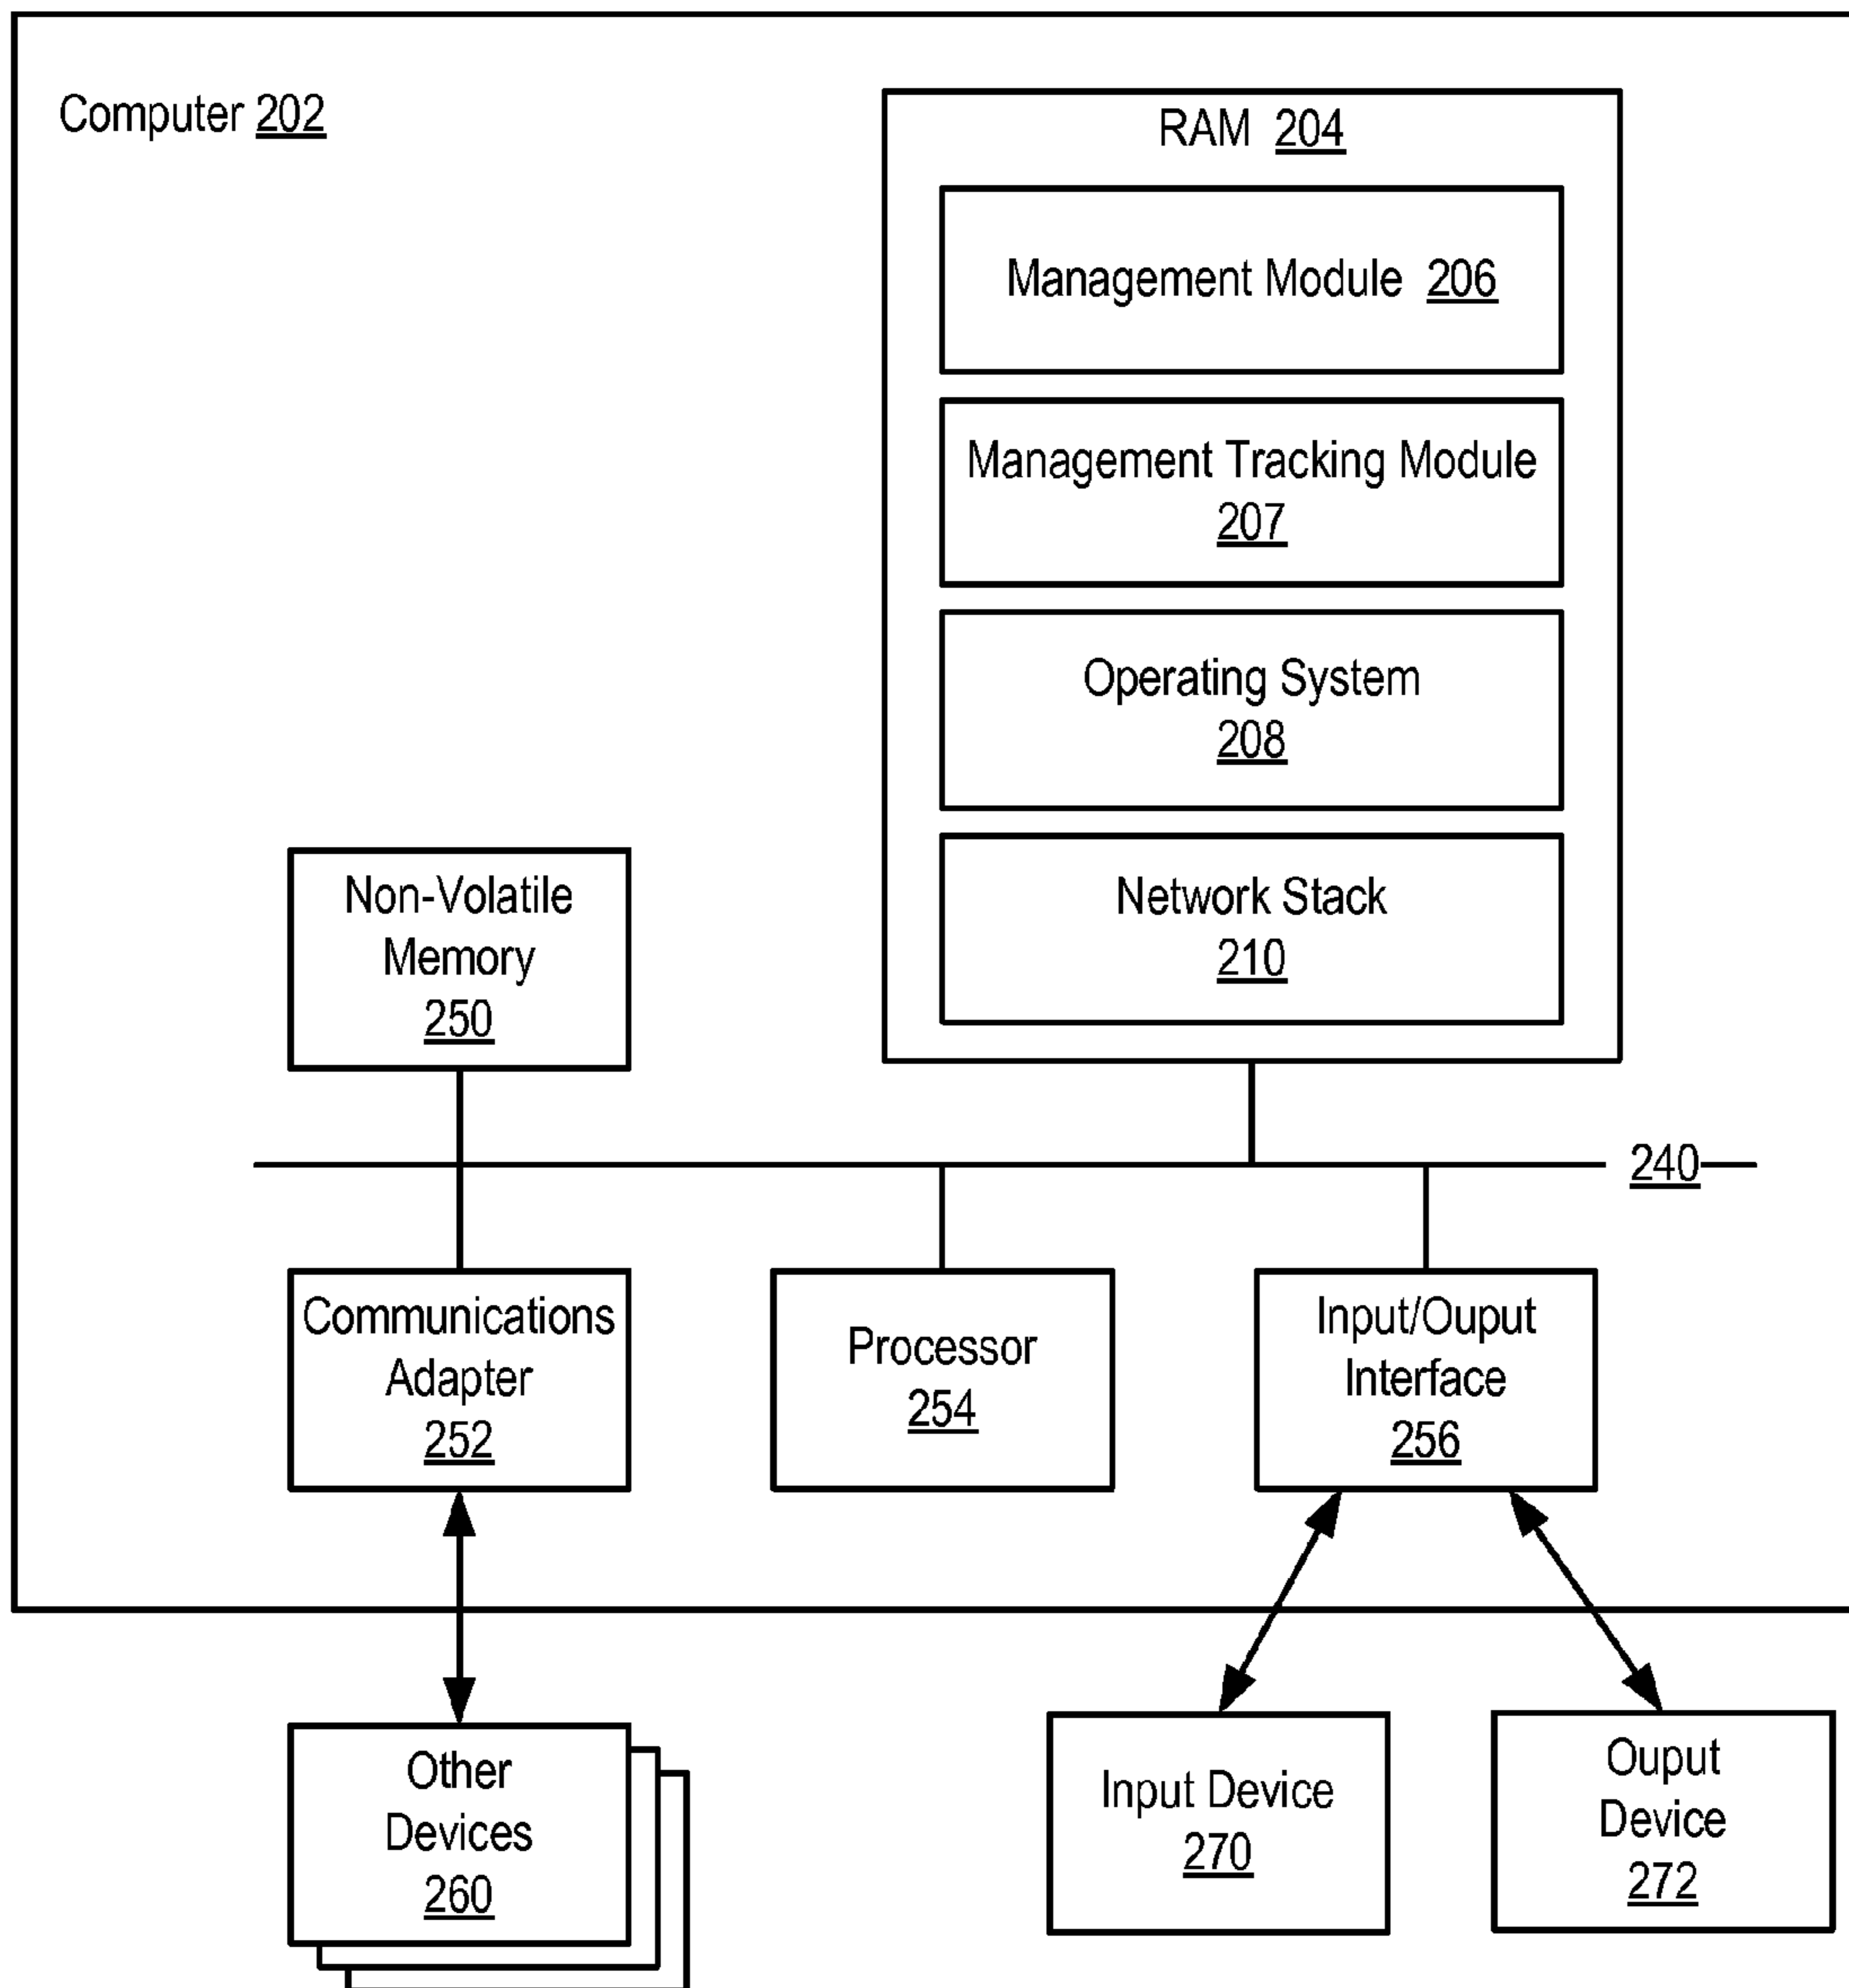 Computer 202
RAM 204
Management Module 206
Management Tracking Module
207
Operating System
208
Network Stack
210
Non-Volatile
Memory
250
240
Communications
Adapter
252
Processor
254
Input/Ouput
Interface
256
Other
Devices
260
Input Device
270
Ouput
Device
272